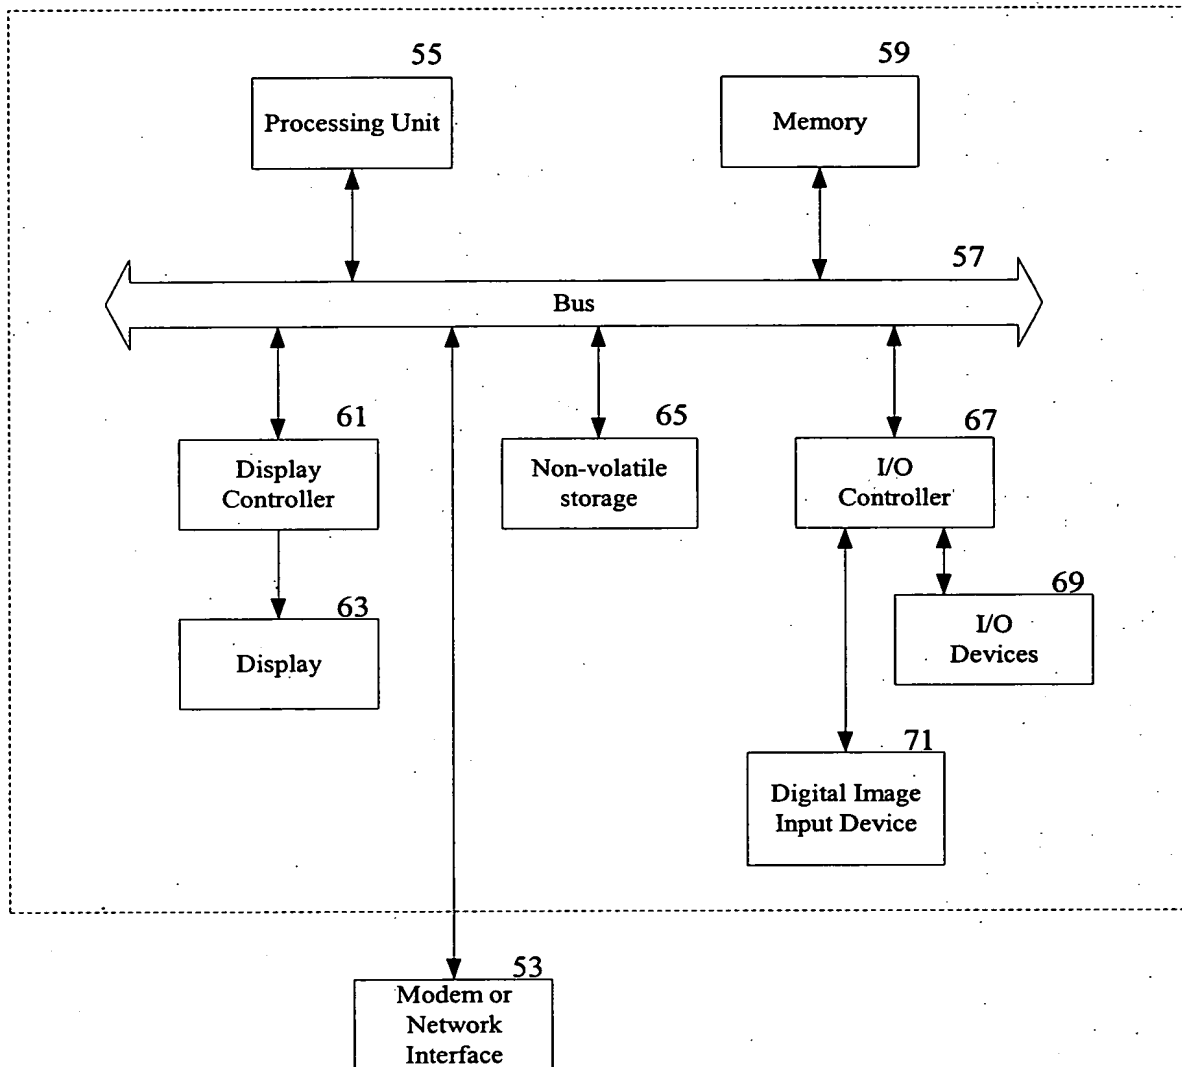 55
59
Processing Unit
Memory
57
Bus
61
65
67
Display
Controller
Non-volatile
storage
I/O
Controller
63
69
Display
I/O
Devices
71
Digital Image
Input Device
53
Modem or
Network
Interface